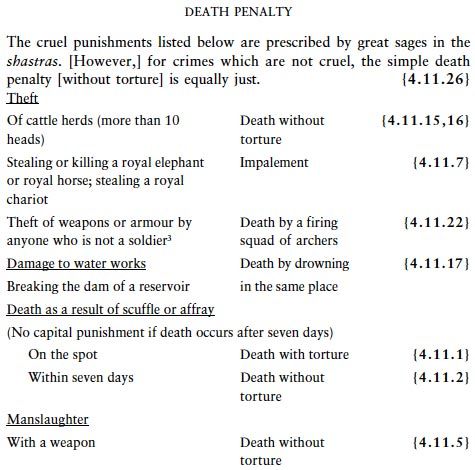 DEATH PENALTY
The cruel punishments listed below are prescribed by great sages in the
shastras. [However,] for crimes which are not cruel, the simple death
penalty [without torture] is equally just. {4.11.26}
Theft
Of cattle herds (more than 10 Death without {4.11.15,16}
heads) torture
Stealing or killing a royal elephant Impalement {4.11.7}
or royal horse; stealing a royal
chariot
Theft of weapons or armour by Death by a firing {4.11.22}
anyone who is not a soldier³ squad of archers
Damage to water works Death by drowning {4.11.17}
Breaking the dam of a reservoir in the same place
Death as a result of scuffle or affray
(No capital punishment if death occurs after seven days)
On the spot Death with torture {4.11.1}
Within seven days Death without {4.11.2}
torture
Manslaughter
With a weapon Death without {4.11.5}
torture